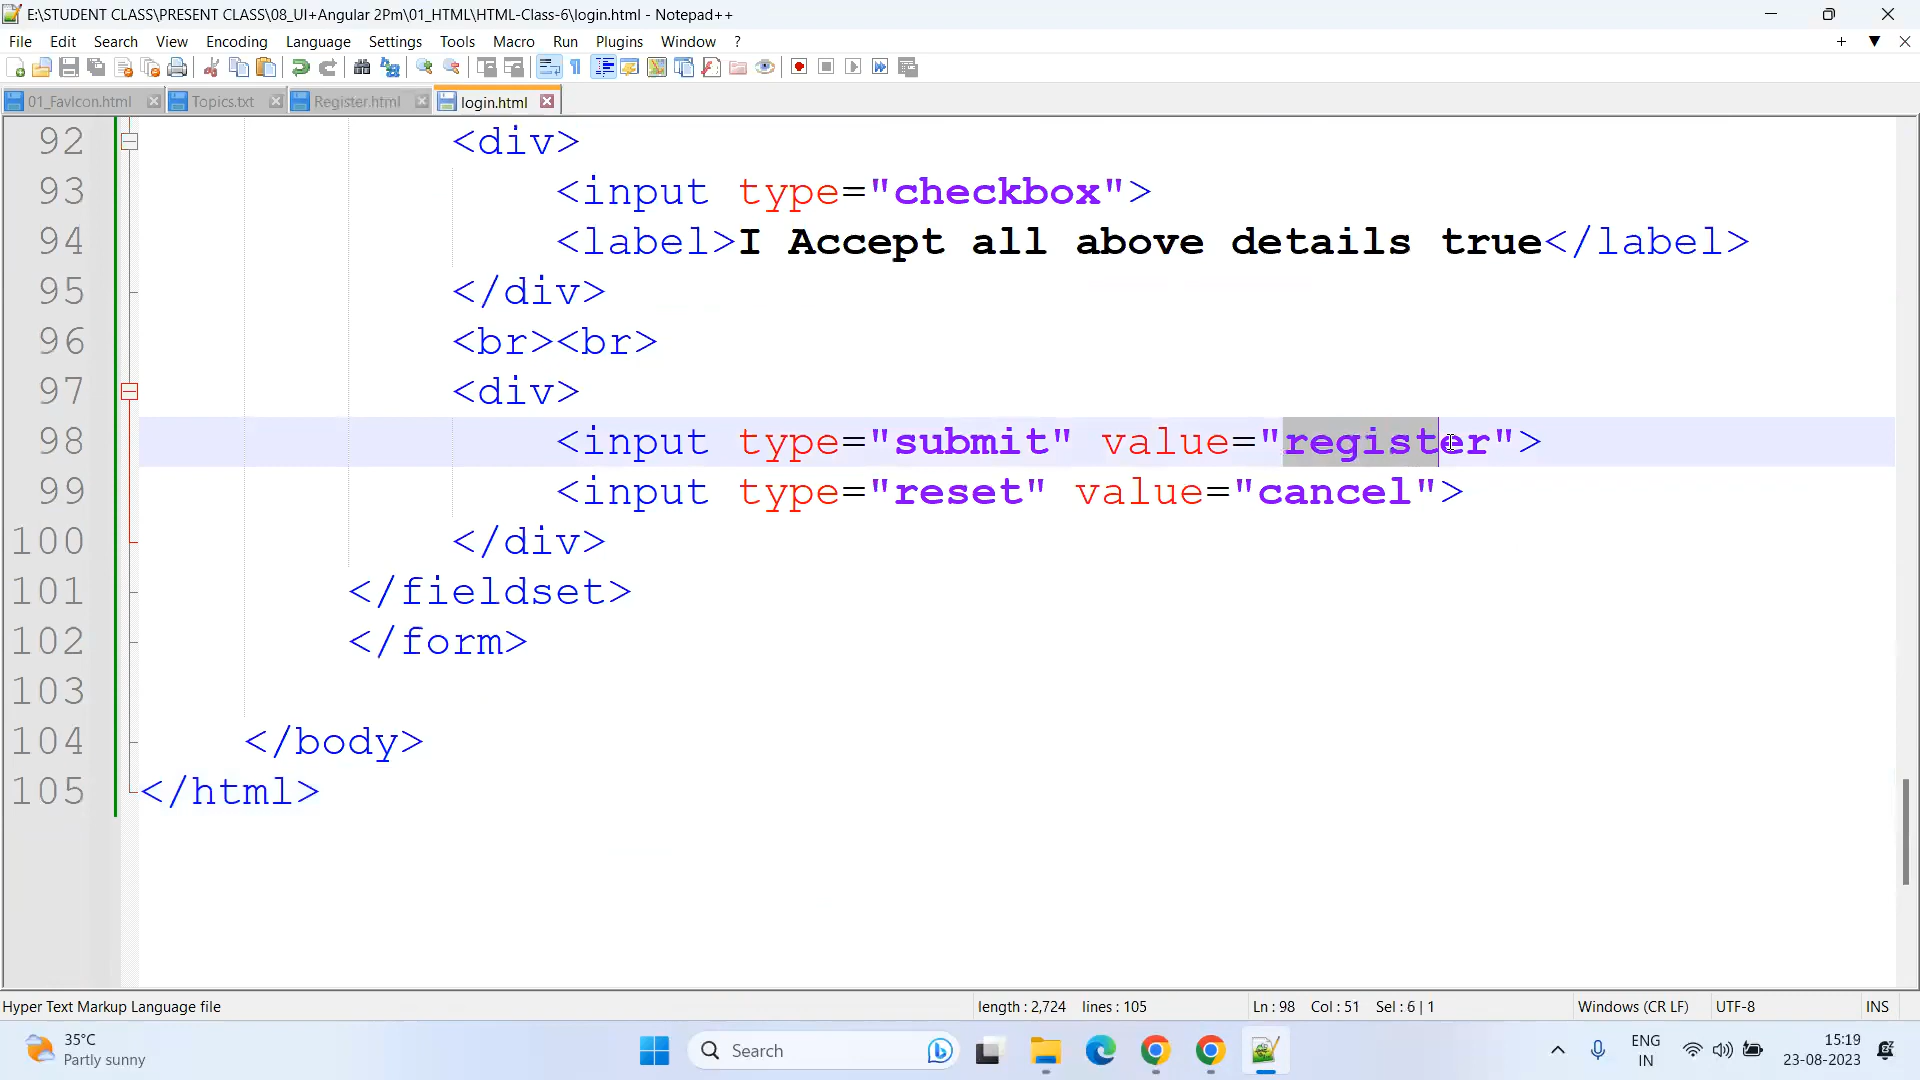 E:\STUDENT CLASS\PRESENT CLASS\08_UI+Angular 2Pm\01_HTML\HTML-Class-6\login.html - Notepad++
File Edit Search View Encoding Language Settings Tools Macro Run Plugins Window ?
01_FavIcon.html Topics.txt Register.html login.html
92 <div>
93 <input type="checkbox">
94 <label>I Accept all above details true</label>
95 </div>
96 <br><br>
97 <div>
98 <input type="submit" value="register">
99 <input type="reset" value="cancel">
100 </div>
101 </fieldset>
102 </form>
103
104 </body>
105 </html>
Hyper Text Markup Language file length : 2,724 lines : 105 Ln : 98 Col : 51 Sel : 6 | 1 Windows (CR LF) UTF-8 INS
35°C
Partly sunny
Search
ENG
IN
15:19
23-08-2023